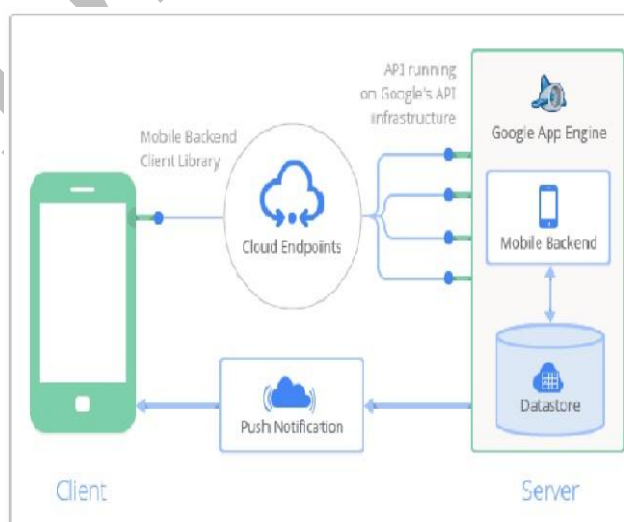 API running
on Google's API
infrastructure
Google App Engine
Mobile Backend
Client Library
Cloud Endpoints
Mobile Backend
Push Notification
Datastore
Client
Server